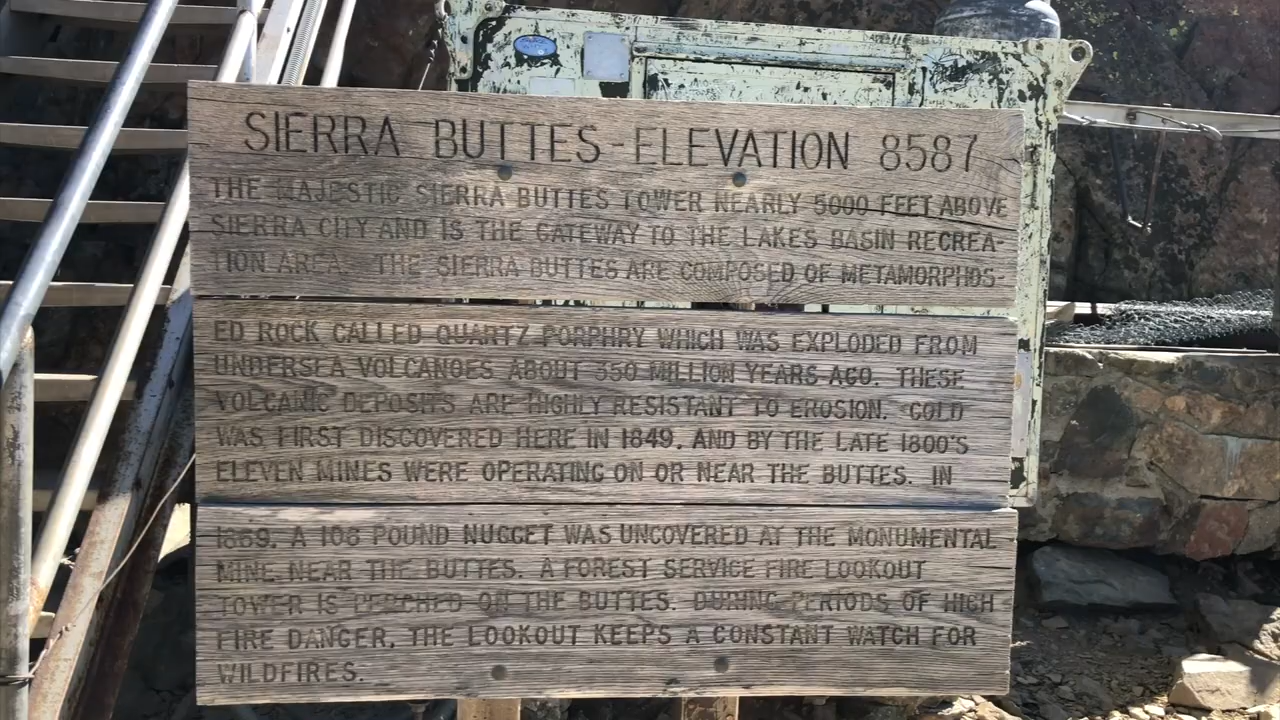 SIERRA BUTTES-ELEVATION 8587
THE MAJESTIC SIERRA BUTTES TOWER NEARLY 5000 FEET ABOVE
SIERRA CITY AND IS THE GATEWAY TO THE LAKES BASIN RECREA-
TION AREA. THE SIERRA BUTTES ARE COMPOSED OF METAMORPHOS-
ED ROCK CALLED QUARTZ PORPHRY WHICH WAS EXPLODED FROM
UNDERSEA VOLCANOES ABOUT 350 MILLION YEARS AGO. THESE
VOLCANIC DEPOSITS ARE HIGHLY RESISTANT TO EROSION. GOLD
WAS FIRST DISCOVERED HERE IN 1849, AND BY THE LATE 1800'S
ELEVEN MINES WERE OPERATING ON OR NEAR THE BUTTES. IN
1869, A 106 POUND NUGGET WAS UNCOVERED AT THE MONUMENTAL
MINE NEAR THE BUTTES. A FOREST SERVICE FIRE LOOKOUT
TOWER IS PERCHED ON THE BUTTES. DURING PERIODS OF HIGH
FIRE DANGER, THE LOOKOUT KEEPS A CONSTANT WATCH FOR
WILDFIRES.